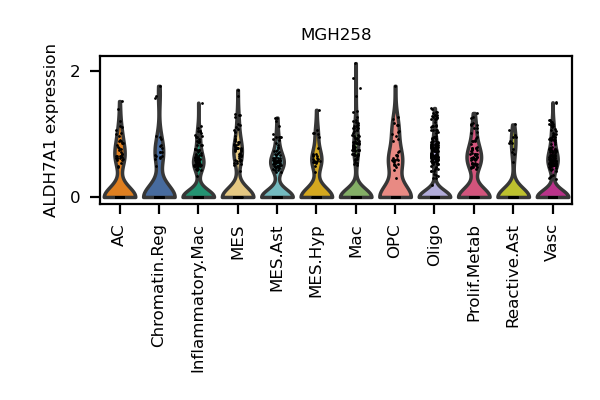 MGH258
ALDH7A1 expression
2
0
AC
Chromatin.Reg
Inflammatory.Mac
MES
MES.Ast
MES.Hyp
Mac
OPC
Oligo
Prolif.Metab
Reactive.Ast
Vasc